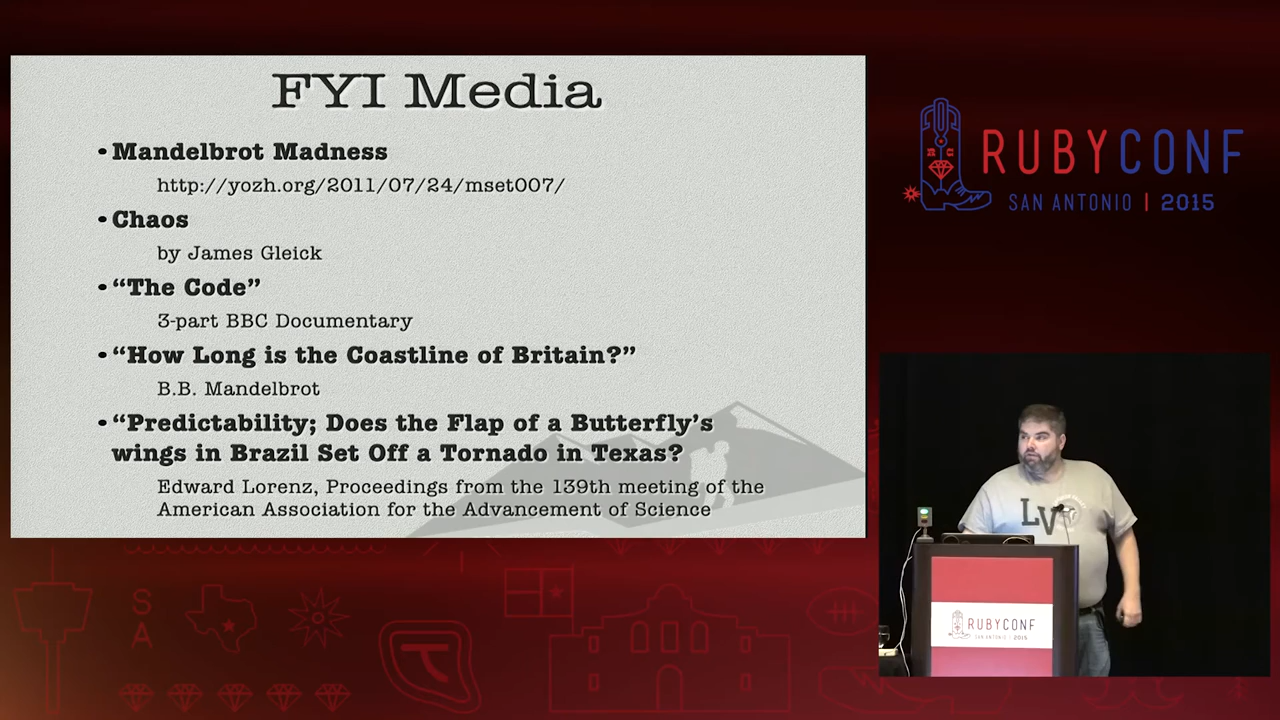 FYI Media
• Mandelbrot Madness
http://yozh.org/2011/07/24/mset007/
• Chaos
by James Gleick
• “The Code”
3-part BBC Documentary
• “How Long is the Coastline of Britain?”
B.B. Mandelbrot
• “Predictability; Does the Flap of a Butterfly’s
wings in Brazil Set Off a Tornado in Texas?
Edward Lorenz, Proceedings from the 139th meeting of the
American Association for the Advancement of Science
RUBYCONF
SAN ANTONIO | 2015
LV
RUBYCONF
SAN ANTONIO | 2015
S
A